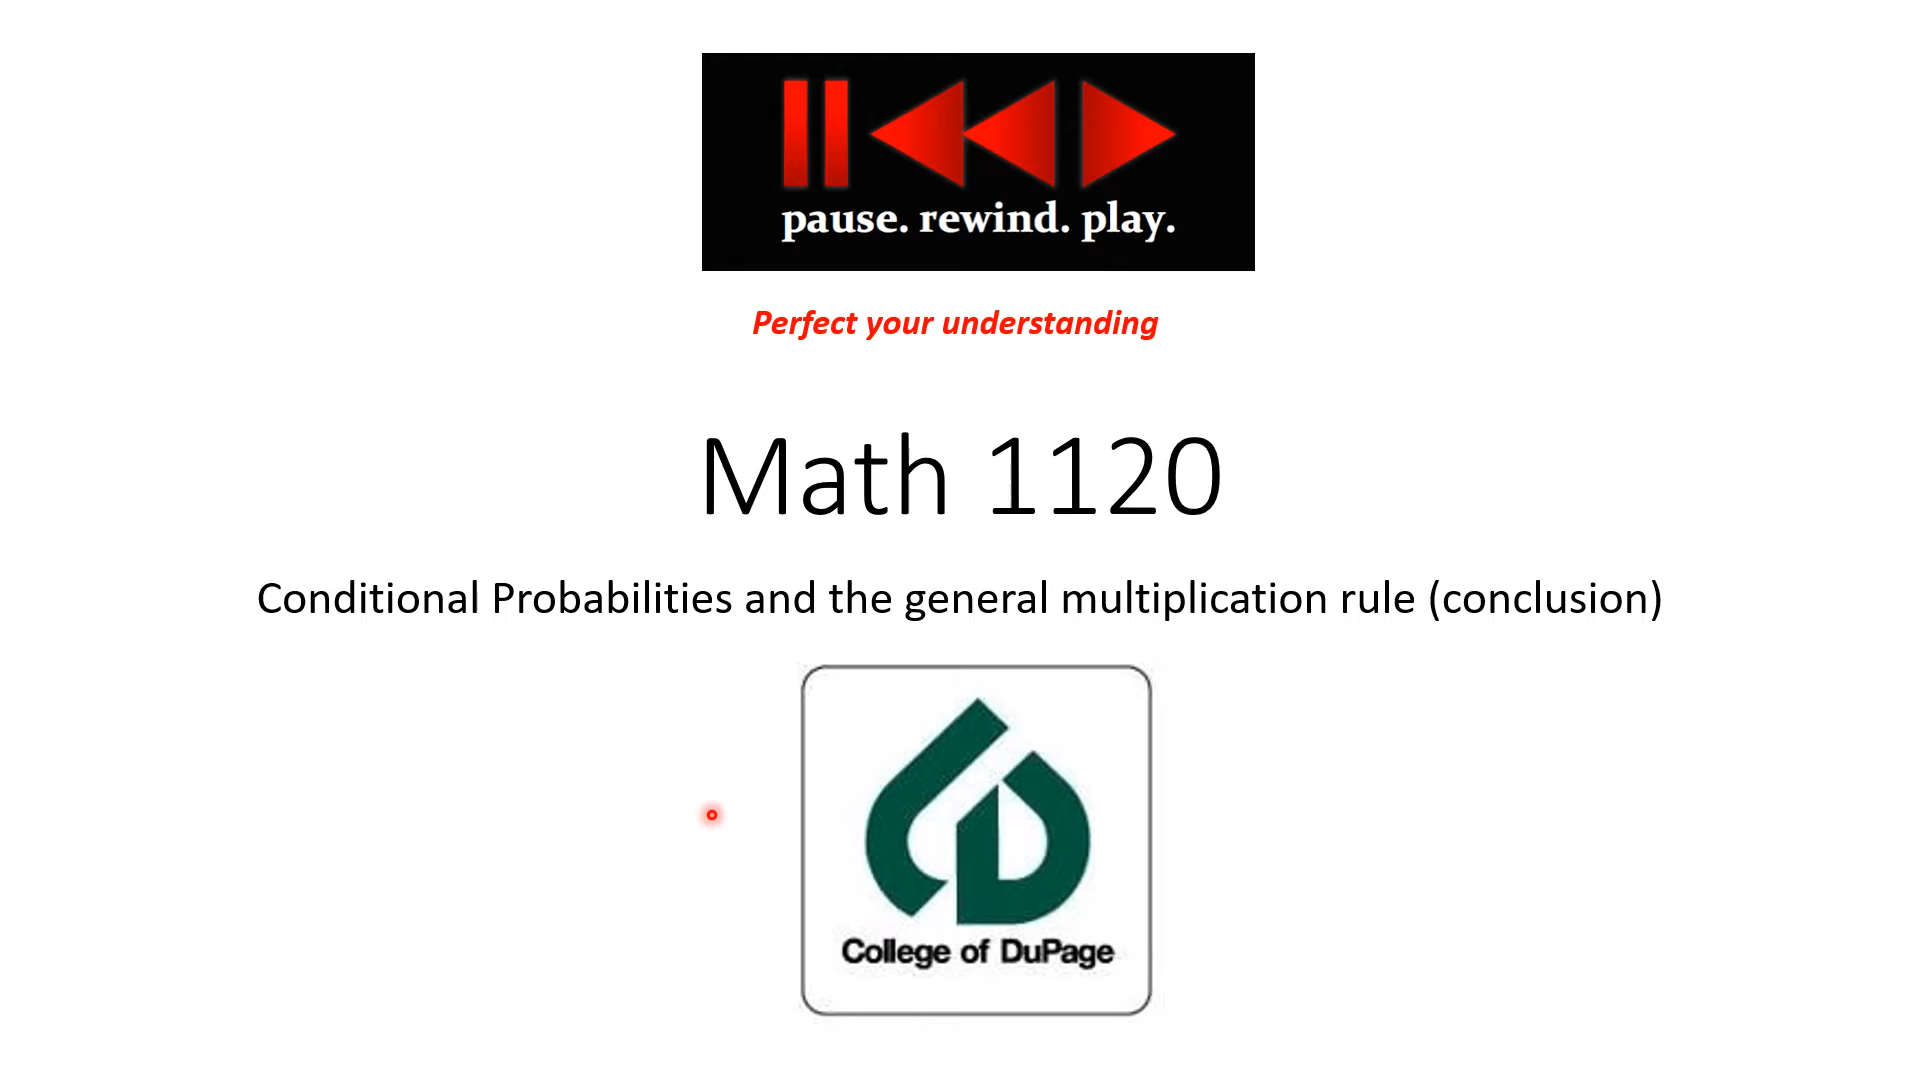 pause. rewind. play.
Perfect your understanding
Math 1120
Conditional Probabilities and the general multiplication rule (conclusion)
College of DuPage